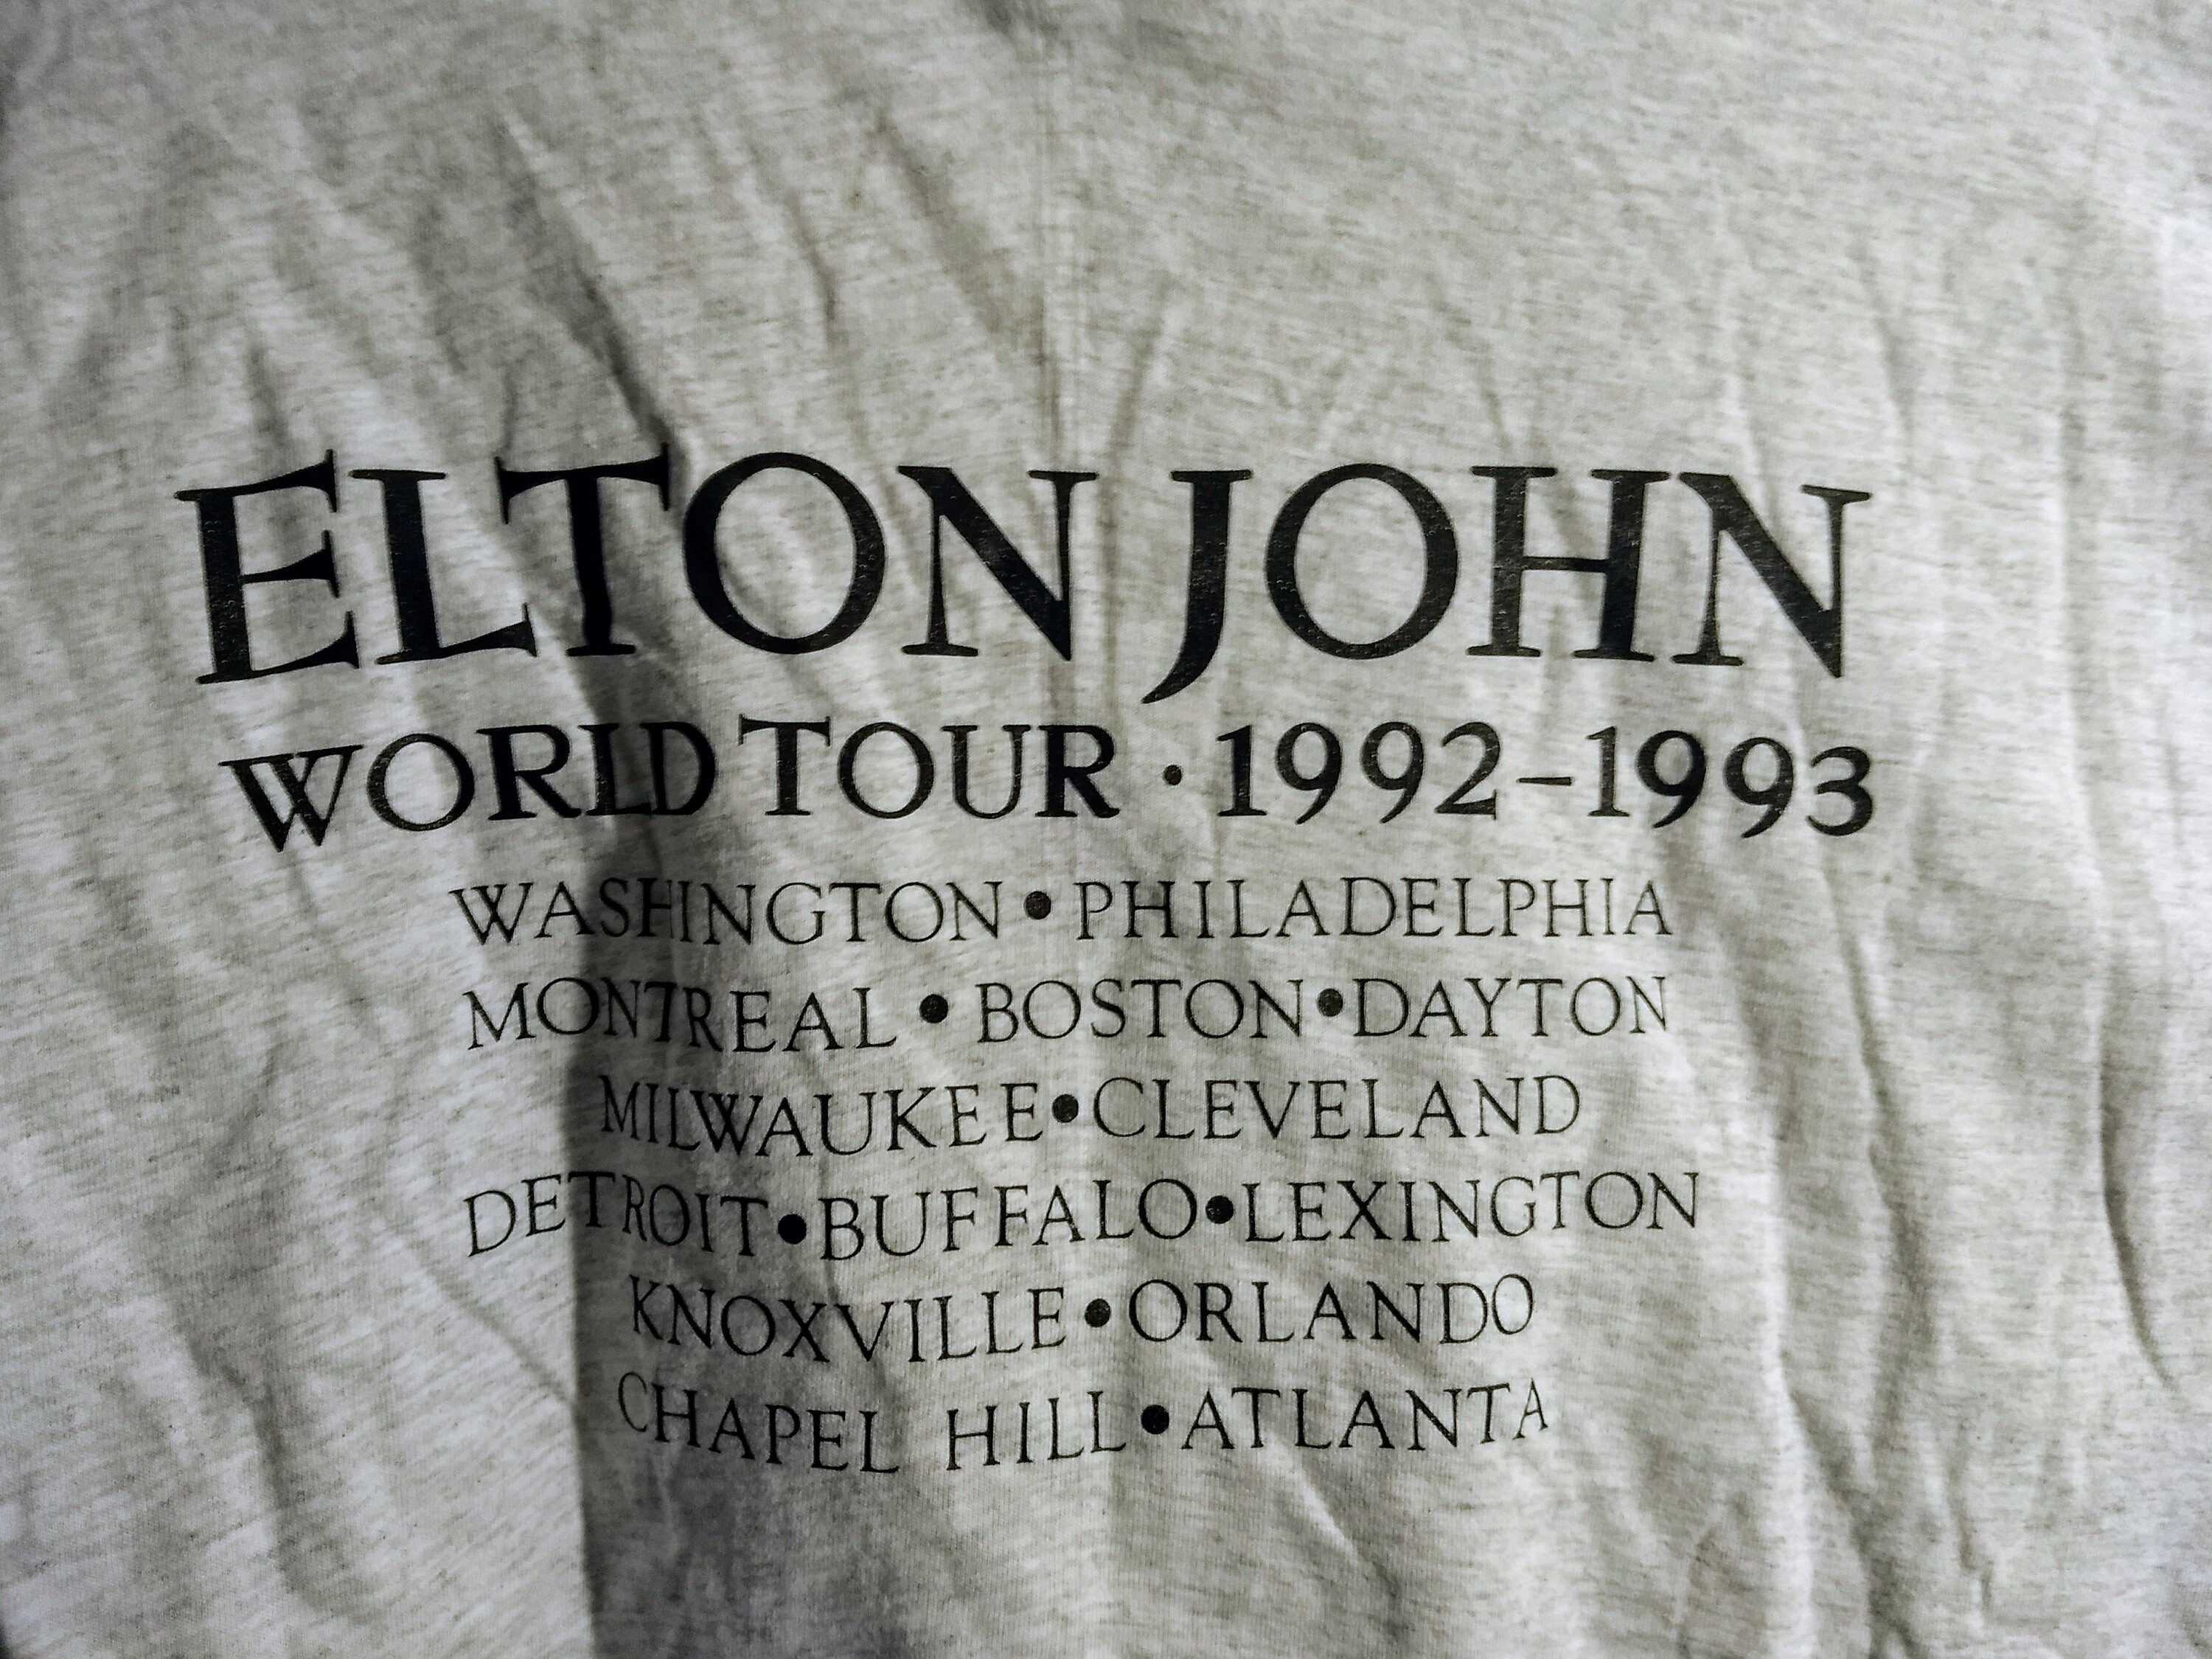 ELTON JOHN
WORLD TOUR · 1992–1993
WASHINGTON • PHILADELPHIA
MONTREAL • BOSTON • DAYTON
MILWAUKEE • CLEVELAND
DETROIT • BUFFALO • LEXINGTON
KNOXVILLE • ORLANDO
CHAPEL HILL • ATLANTA